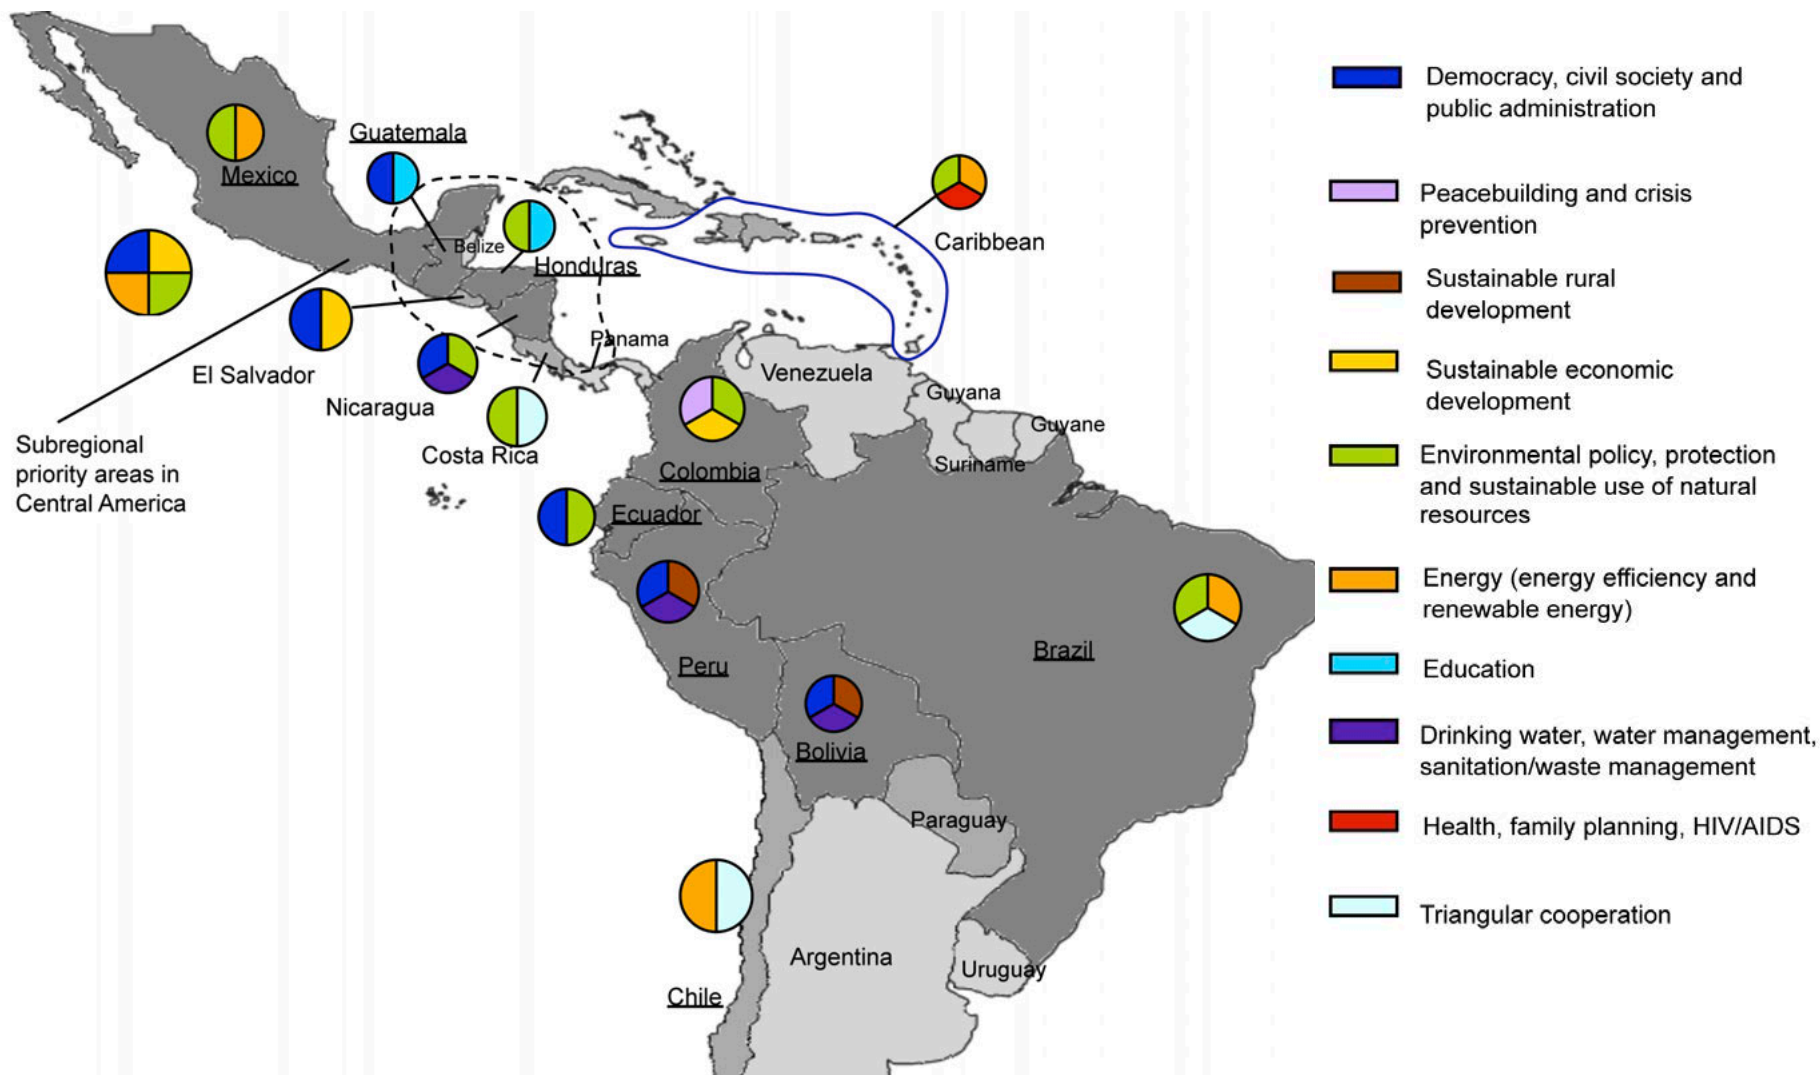 Guatemala
Mexico
Belize
Honduras
Caribbean
Panama
El Salvador
Nicaragua
Costa Rica
Subregional
priority areas in
Central America
Venezuela
Guyana
Guyane
Suriname
Colombia
Ecuador
Peru
Brazil
Bolivia
Paraguay
Argentina
Uruguay
Chile
Democracy, civil society and
public administration
Peacebuilding and crisis
prevention
Sustainable rural
development
Sustainable economic
development
Environmental policy, protection
and sustainable use of natural
resources
Energy (energy efficiency and
renewable energy)
Education
Drinking water, water management,
sanitation/waste management
Health, family planning, HIV/AIDS
Triangular cooperation